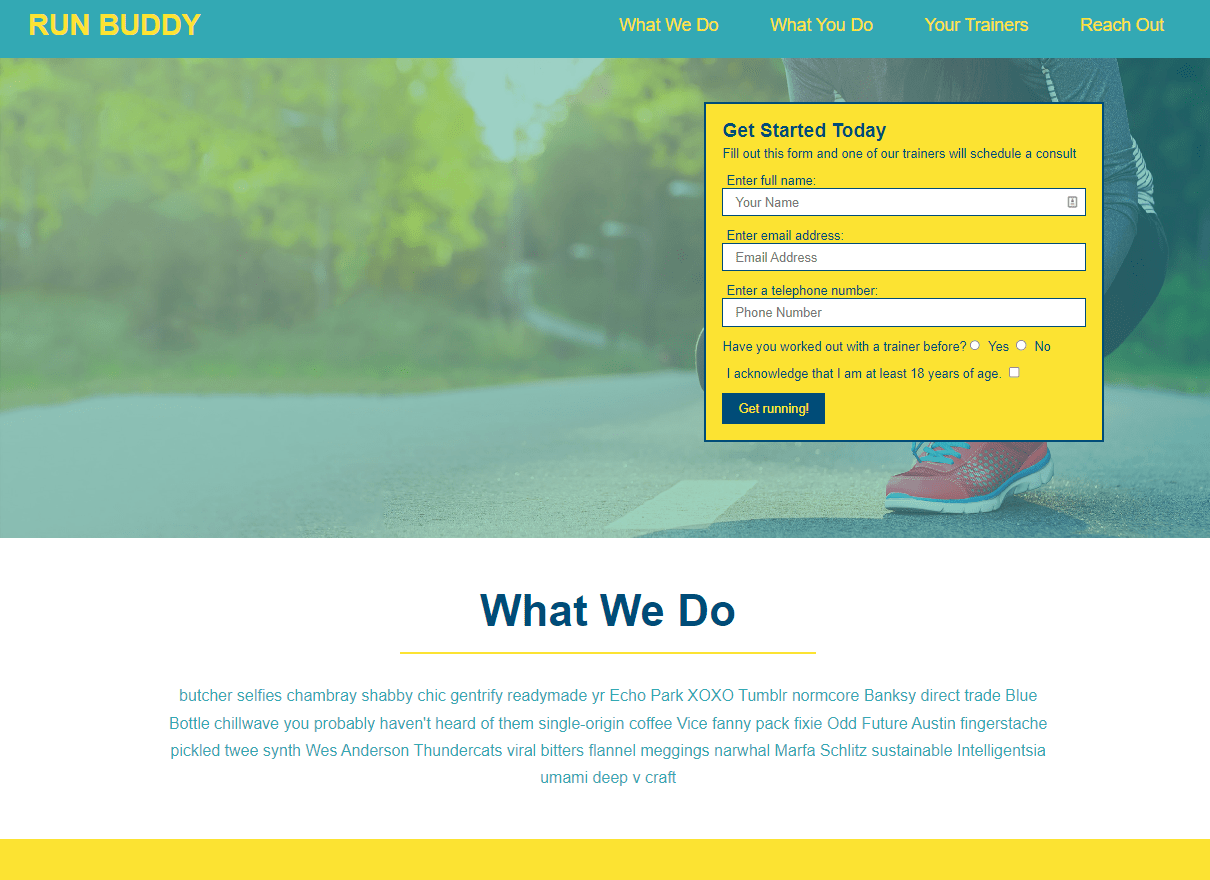 RUN BUDDY
What We Do What You Do Your Trainers Reach Out
Get Started Today
Fill out this form and one of our trainers will schedule a consult
Enter full name:
Your Name
Enter email address:
Email Address
Enter a telephone number:
Phone Number
Have you worked out with a trainer before? Yes No
I acknowledge that I am at least 18 years of age.
Get running!
What We Do
butcher selfies chambray shabby chic gentrify readymade yr Echo Park XOXO Tumblr normcore Banksy direct trade Blue
Bottle chillwave you probably haven't heard of them single-origin coffee Vice fanny pack fixie Odd Future Austin fingerstache
pickled twee synth Wes Anderson Thundercats viral bitters flannel meggings narwhal Marfa Schlitz sustainable Intelligentsia
umami deep v craft